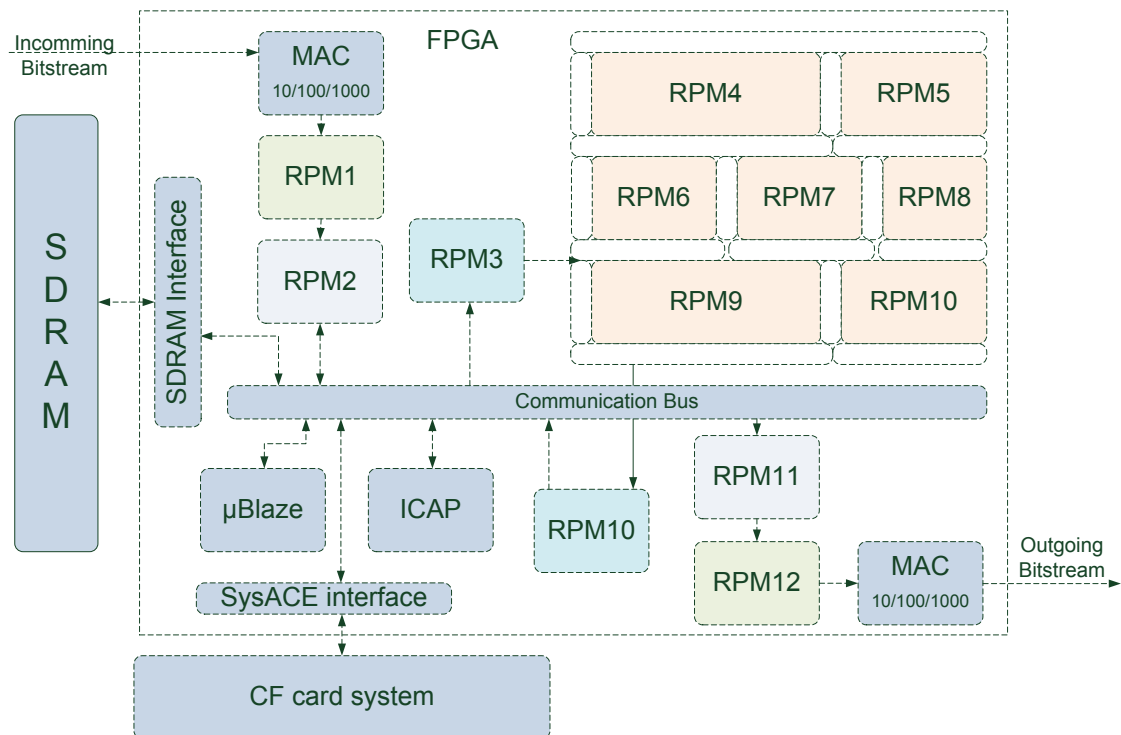 Incomming
Bitstream
FPGA
MAC
10/100/1000
RPM4
RPM5
RPM1
RPM6
RPM7
RPM8
RPM2
RPM3
RPM9
RPM10
S
D
R
A
M
SDRAM Interface
Communication Bus
µBlaze
ICAP
RPM10
RPM11
RPM12
MAC
10/100/1000
Outgoing
Bitstream
SysACE interface
CF card system